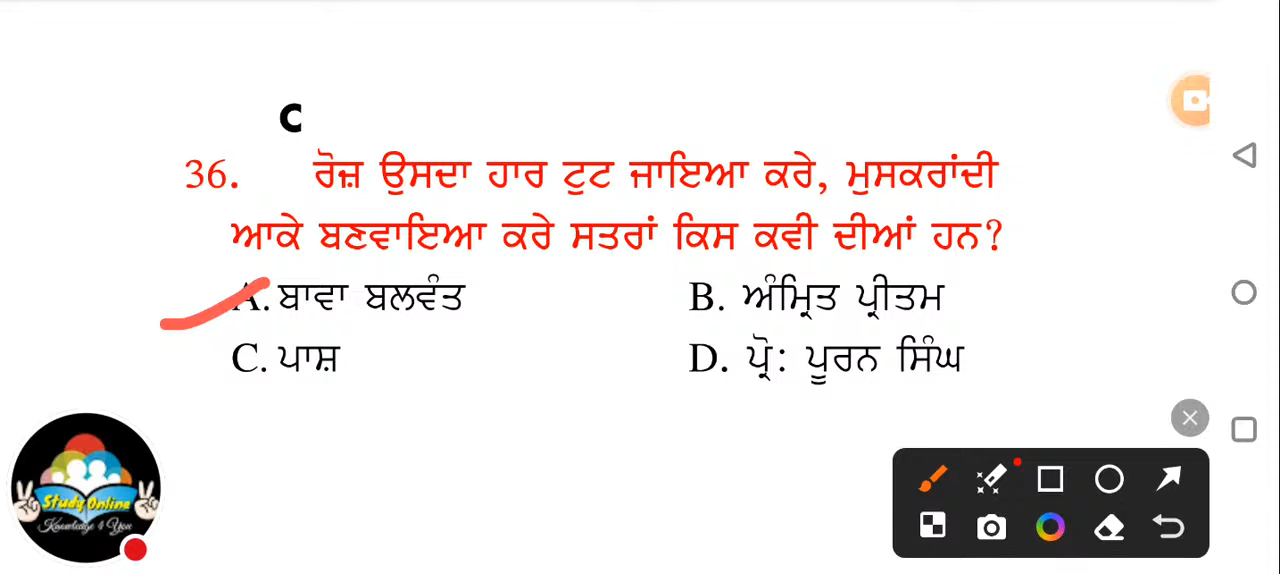 C
36. ਰੋਜ਼ ਉਸਦਾ ਹਾਰ ਟੁਟ ਜਾਇਆ ਕਰੇ, ਮੁਸਕਰਾਂਦੀ
ਆਕੇ ਬਣਵਾਇਆ ਕਰੇ ਸਤਰਾਂ ਕਿਸ ਕਵੀ ਦੀਆਂ ਹਨ?
A. ਬਾਵਾ ਬਲਵੰਤ B. ਅੰਮ੍ਰਿਤ ਪ੍ਰੀਤਮ
C. ਪਾਸ਼ D. ਪ੍ਰੋ: ਪੂਰਨ ਸਿੰਘ
Study Online
Knowledge 4 You